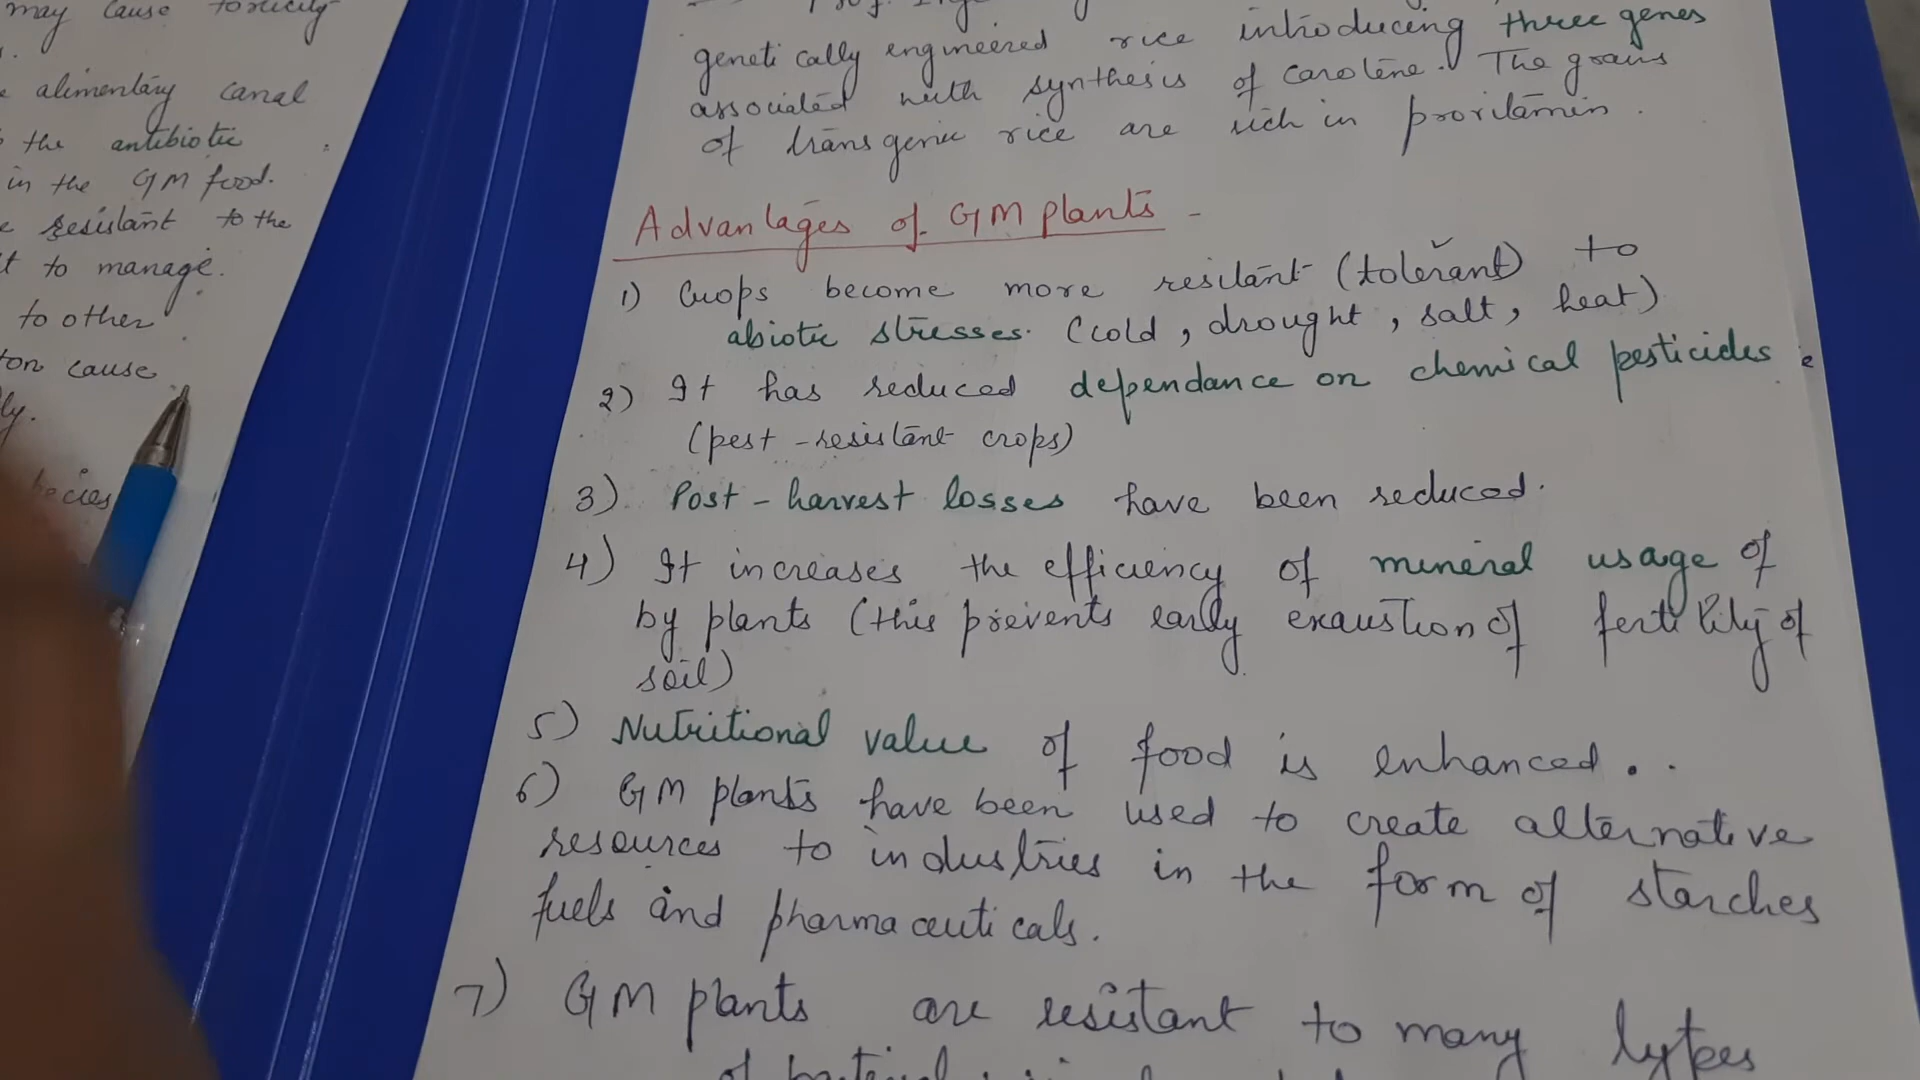 may cause toxicity
alimentary canal
the antibiotic
in the GM food.
resistant to the
to manage.
to other
cause
genetically engineered rice introducing three genes
associated with synthesis of carotene. The grains
of transgenic rice are rich in provitamin.
Advantages of GM plants -
1) Crops become more resitant (tolerant) to
abiotic stresses. (cold, drought, salt, heat)
2) It has reduced dependance on chemical pesticides.
(pest-resistant crops)
3) Post-harvest losses have been reduced.
4) It increases the efficiency of mineral usage of
by plants (this prevents early exaustion of fertility of
soil)
5) Nutritional value of food is enhanced..
6) GM plants have been used to create alternative
resources to industries in the form of starches
fuels and pharmaceuticals.
7) GM plants are resistant to many types
of